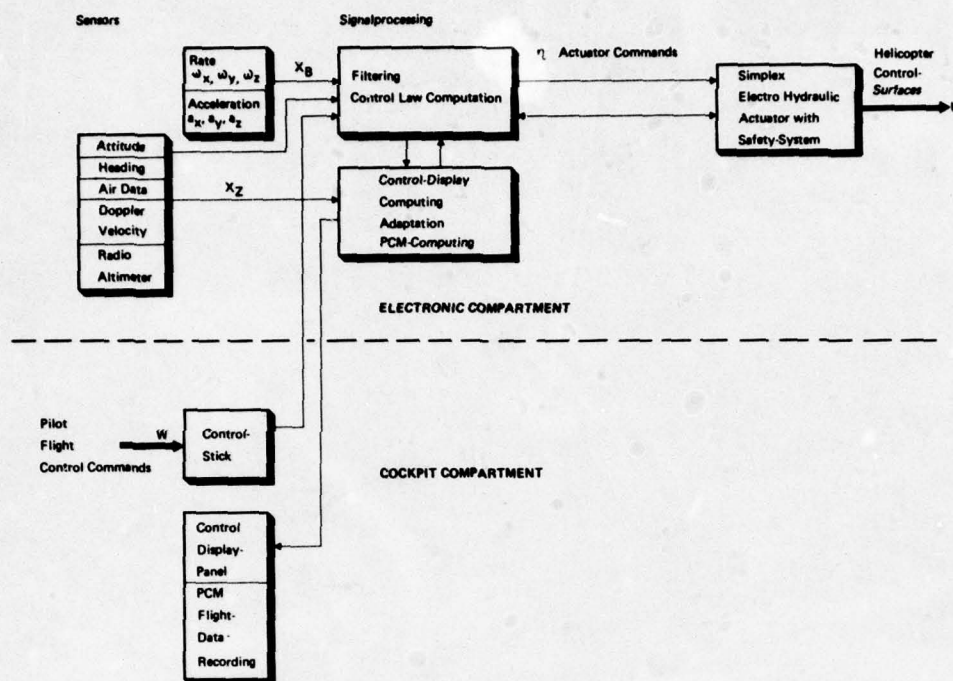 Sensors
Signalprocessing
Rate
ωx, ωy, ωz
Acceleration
ax, ay, az
XB
Filtering
Control Law Computation
η Actuator Commands
Simplex
Electro Hydraulic
Actuator with
Safety-System
Helicopter
Control-
Surfaces
Attitude
Heading
Air Data
Doppler
Velocity
Radio
Altimeter
XZ
Control-Display
Computing
Adaptation
PCM-Computing
ELECTRONIC COMPARTMENT
Pilot
Flight
Control Commands
W
Control-
Stick
COCKPIT COMPARTMENT
Control
Display-
Panel
PCM
Flight-
Data-
Recording